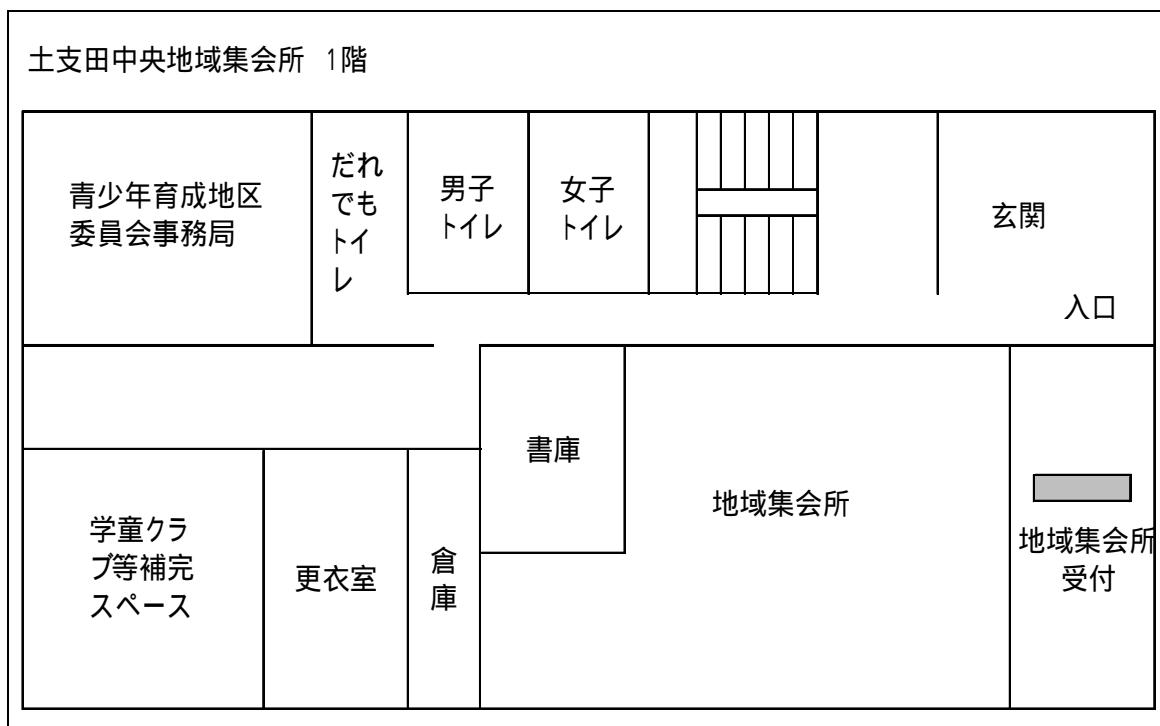 土支田中央地域集会所 1階
青少年育成地区
委員会事務局
だれ
でも
トイ
レ
男子
トイレ
女子
トイレ
玄関
入口
書庫
地域集会所
地域集会所
受付
学童クラ
ブ等補完
スペース
更衣室
倉
庫